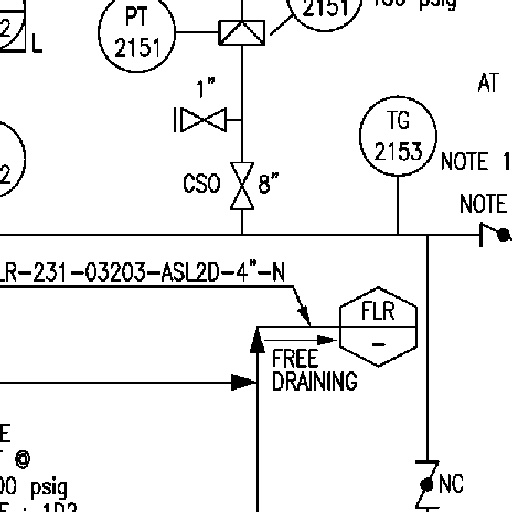 PT
2151
2151
psig
2
L
1"
AT
TG
2153
NOTE 1
2
CSO
8"
NOTE
LR-231-03203-ASL2D-4"-N
FLR
-
FREE
DRAINING
E
@
00 psig
NC